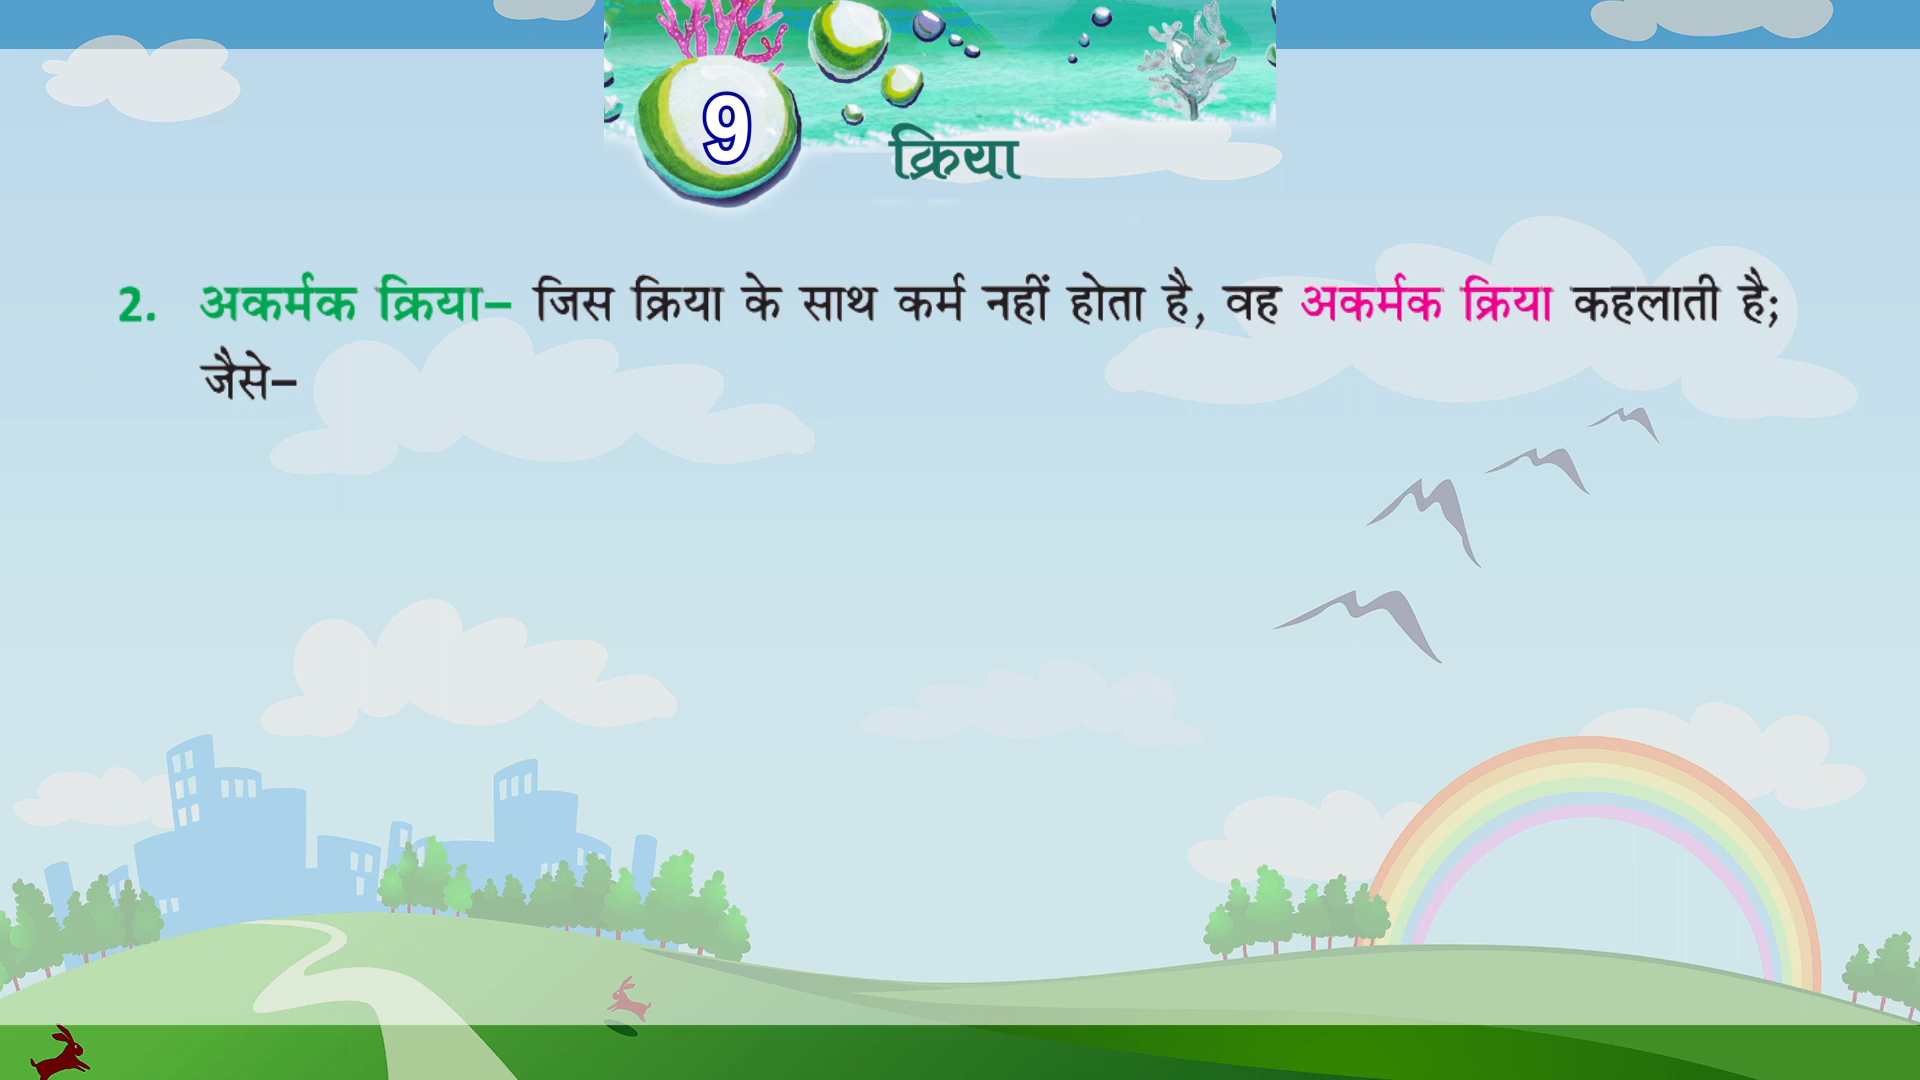 9
क्रिया
2. अकर्मक क्रिया– जिस क्रिया के साथ कर्म नहीं होता है, वह अकर्मक क्रिया कहलाती है;
जैसे–